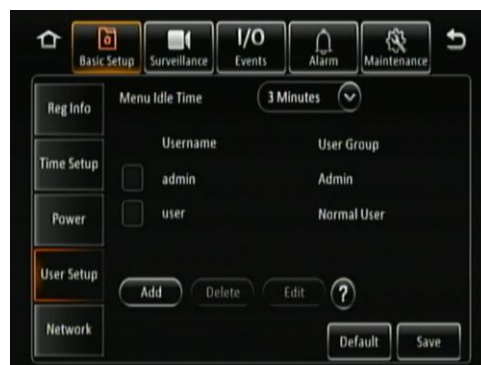 I/O
Basic Setup
Surveillance
Events
Alarm
Maintenance
Reg Info
Menu Idle Time
3 Minutes
Username
User Group
Time Setup
admin
Admin
Power
user
Normal User
User Setup
Add
Delete
Edit
?
Network
Default
Save